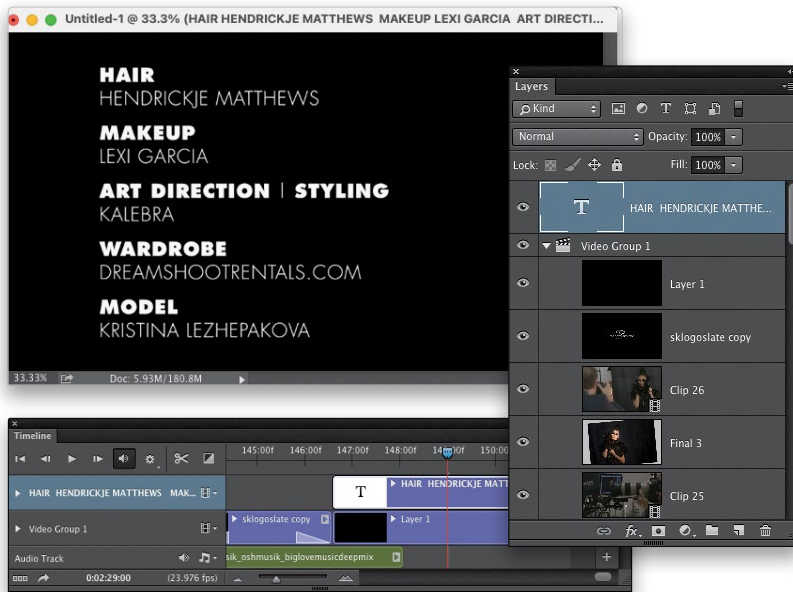 Untitled-1 @ 33.3% (HAIR HENDRICKJE MATTHEWS  MAKEUP LEXI GARCIA  ART DIRECTI...
HAIR
HENDRICKJE MATTHEWS
MAKEUP
LEXI GARCIA
ART DIRECTION | STYLING
KALEBRA
WARDROBE
DREAMSHOOTRENTALS.COM
MODEL
KRISTINA LEZHEPAKOVA
33.33% Doc: 5.93M/180.8M
Layers
Kind T
Normal Opacity: 100%
Lock: Fill: 100%
T HAIR  HENDRICKJE MATTHE...
Video Group 1
Layer 1
sklogoslate copy
Clip 26
Final 3
Clip 25
fx
Timeline
145:00f 146:00f 147:00f 148:00f 149:00f 150:00
HAIR  HENDRICKJE MATTHEWS  MAK... T HAIR  HENDRICKJE MATT
Video Group 1 sklogoslate copy Layer 1
Audio Track sik_oshmusik_biglovemusicdeepmix
0:02:29:00 (23.976 fps)